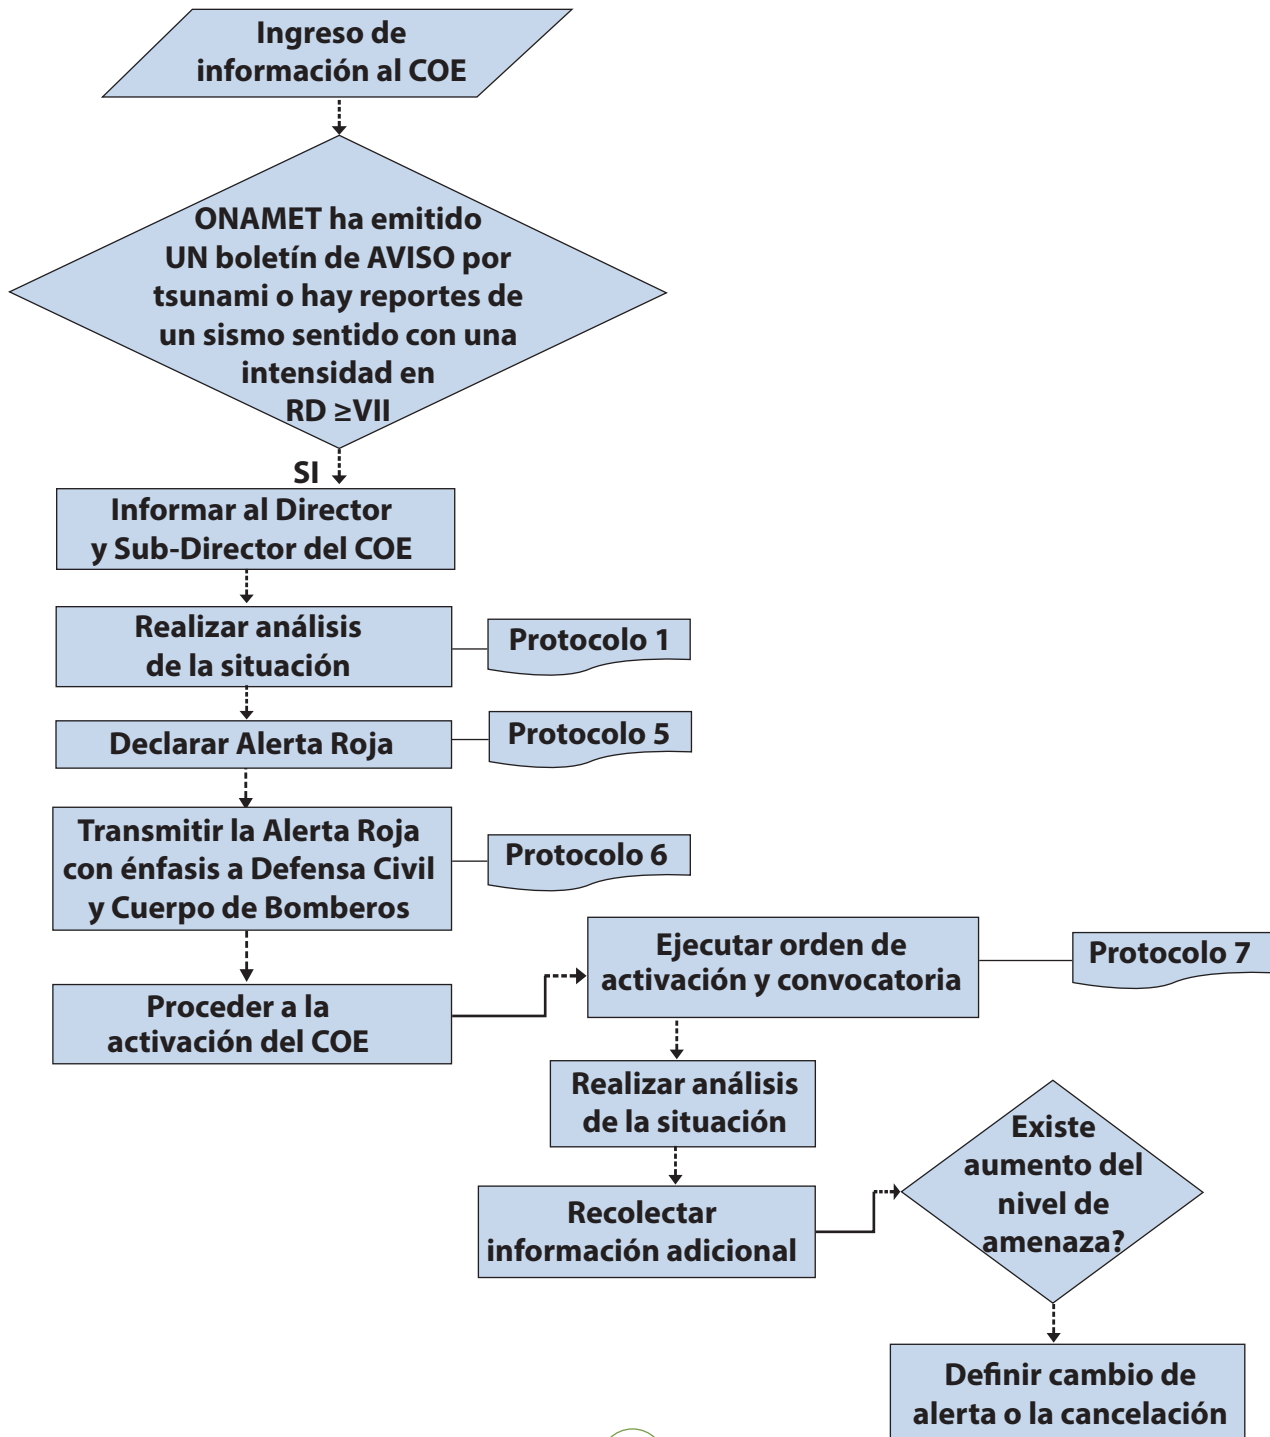 Ingreso de
información al COE
ONAMET ha emitido
UN boletín de AVISO por
tsunami o hay reportes de
un sismo sentido con una
intensidad en
RD ≥VII
SI
Informar al Director
y Sub-Director del COE
Realizar análisis
de la situación
Protocolo 1
Declarar Alerta Roja
Protocolo 5
Transmitir la Alerta Roja
con énfasis a Defensa Civil
y Cuerpo de Bomberos
Protocolo 6
Proceder a la
activación del COE
Ejecutar orden de
activación y convocatoria
Protocolo 7
Realizar análisis
de la situación
Recolectar
información adicional
Existe
aumento del
nivel de
amenaza?
Definir cambio de
alerta o la cancelación